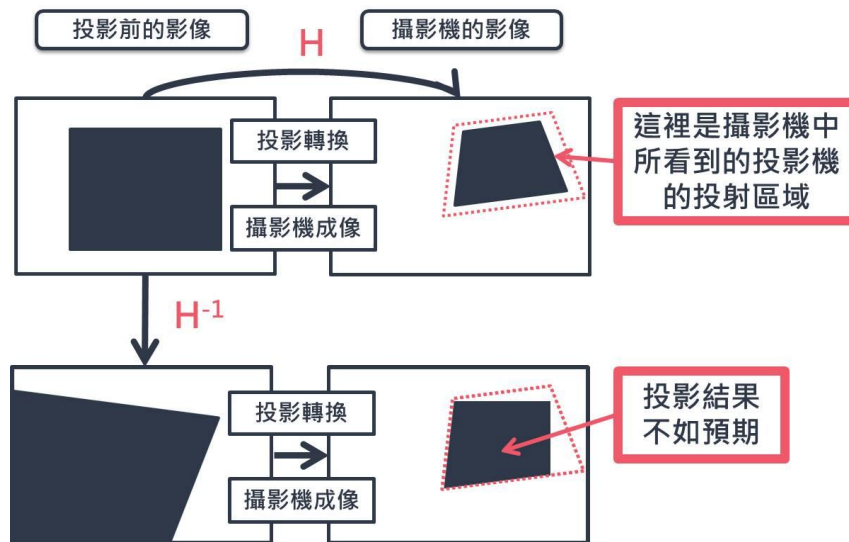 投影前的影像
H
攝影機的影像
投影轉換
攝影機成像
這裡是攝影機中
所看到的投影機
的投射區域
H-1
投影轉換
攝影機成像
投影結果
不如預期